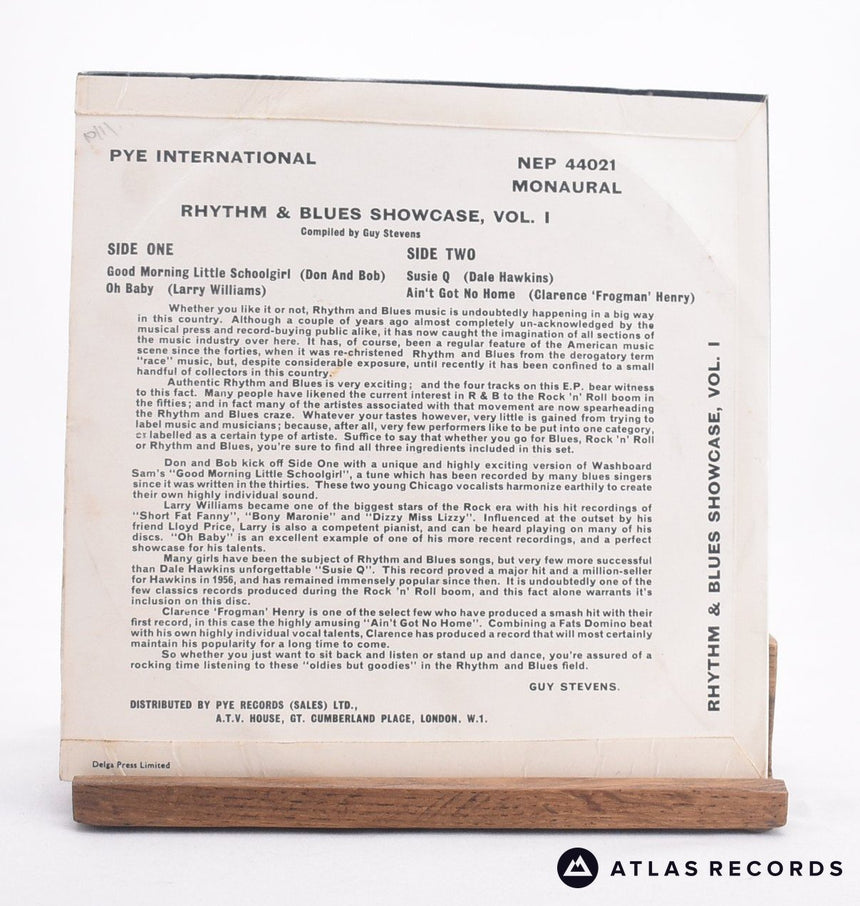 19/11
PYE INTERNATIONAL
NEP 44021
MONAURAL
RHYTHM & BLUES SHOWCASE, VOL. I
Compiled by Guy Stevens
SIDE ONE
Good Morning Little Schoolgirl (Don And Bob)
Oh Baby (Larry Williams)
SIDE TWO
Susie Q (Dale Hawkins)
Ain't Got No Home (Clarence 'Frogman' Henry)
Whether you like it or not, Rhythm and Blues music is undoubtedly happening in a big way
in this country. Although a couple of years ago almost completely un-acknowledged by the
musical press and record-buying public alike, it has now caught the imagination of all sections of
the music industry over here. It has, of course, been a regular feature of the American music
scene since the forties, when it was re-christened Rhythm and Blues from the derogatory term
"race" music, but, despite considerable exposure, until recently it has been confined to a small
handful of collectors in this country.
Authentic Rhythm and Blues is very exciting; and the four tracks on this E.P. bear witness
to this fact. Many people have likened the current interest in R & B to the Rock 'n' Roll boom in
the fifties; and in fact many of the artistes associated with that movement are now spearheading
the Rhythm and Blues craze. Whatever your tastes however, very little is gained from trying to
label music and musicians; because, after all, very few performers like to be put into one category,
or labelled as a certain type of artiste. Suffice to say that whether you go for Blues, Rock 'n' Roll
or Rhythm and Blues, you're sure to find all three ingredients included in this set.
Don and Bob kick off Side One with a unique and highly exciting version of Washboard
Sam's "Good Morning Little Schoolgirl", a tune which has been recorded by many blues singers
since it was written in the thirties. These two young Chicago vocalists harmonize earthily to create
their own highly individual sound.
Larry Williams became one of the biggest stars of the Rock era with his hit recordings of
"Short Fat Fanny", "Bony Maronie" and "Dizzy Miss Lizzy". Influenced at the outset by his
friend Lloyd Price, Larry is also a competent pianist, and can be heard playing on many of his
discs. "Oh Baby" is an excellent example of one of his more recent recordings, and a perfect
showcase for his talents.
Many girls have been the subject of Rhythm and Blues songs, but very few more successful
than Dale Hawkins unforgettable "Susie Q". This record proved a major hit and a million-seller
for Hawkins in 1956, and has remained immensely popular since then. It is undoubtedly one of the
few classics records produced during the Rock 'n' Roll boom, and this fact alone warrants it's
inclusion on this disc.
Clarence 'Frogman' Henry is one of the select few who have produced a smash hit with their
first record, in this case the highly amusing "Ain't Got No Home". Combining a Fats Domino beat
with his own highly individual vocal talents, Clarence has produced a record that will most certainly
maintain his popularity for a long time to come.
So whether you just want to sit back and listen or stand up and dance, you're assured of a
rocking time listening to these "oldies but goodies" in the Rhythm and Blues field.
GUY STEVENS.
DISTRIBUTED BY PYE RECORDS (SALES) LTD.,
A.T.V. HOUSE, GT. CUMBERLAND PLACE, LONDON. W.1.
Delga Press Limited
RHYTHM & BLUES SHOWCASE, VOL. I
ATLAS RECORDS